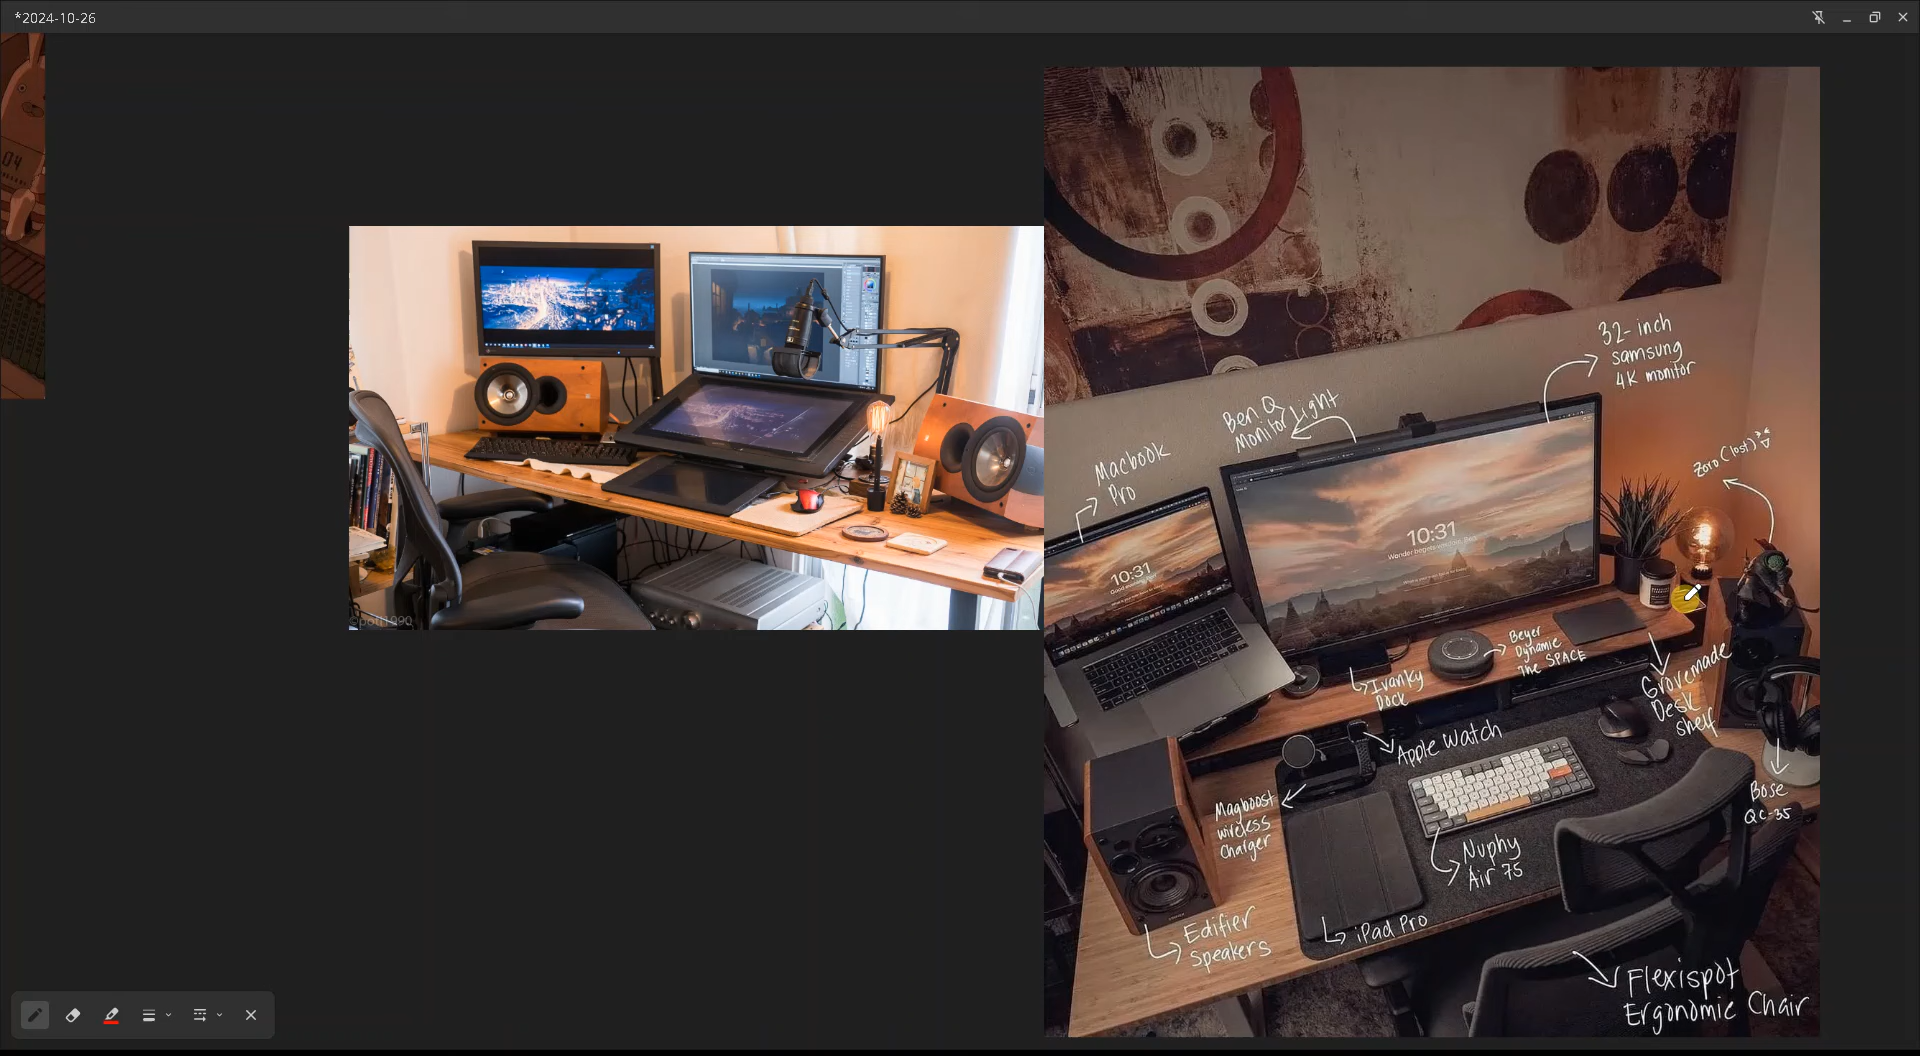 *2024-10-26
04
32-inch
samsung
4K monitor
Ben Q
Monitor Light
Macbook
Pro
Zoro (lost)
10:31
10:31
Beyer
Dynamic
The SPACE
Ivanky
Dock
Grovemade
Desk
shelf
Apple Watch
Magboost
wireless
Charger
Bose
QC-35
Nuphy
Air 75
Edifier
speakers
iPad Pro
Flexispot
Ergonomic Chair